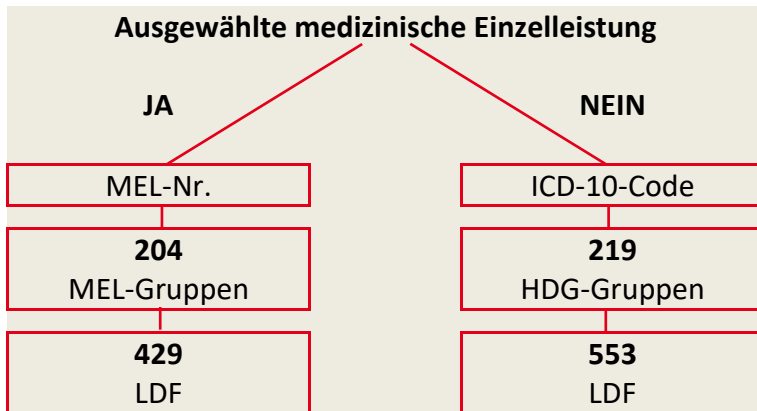 Ausgewählte medizinische Einzelleistung
JA
NEIN
MEL-Nr.
ICD-10-Code
204
MEL-Gruppen
219
HDG-Gruppen
429
LDF
553
LDF